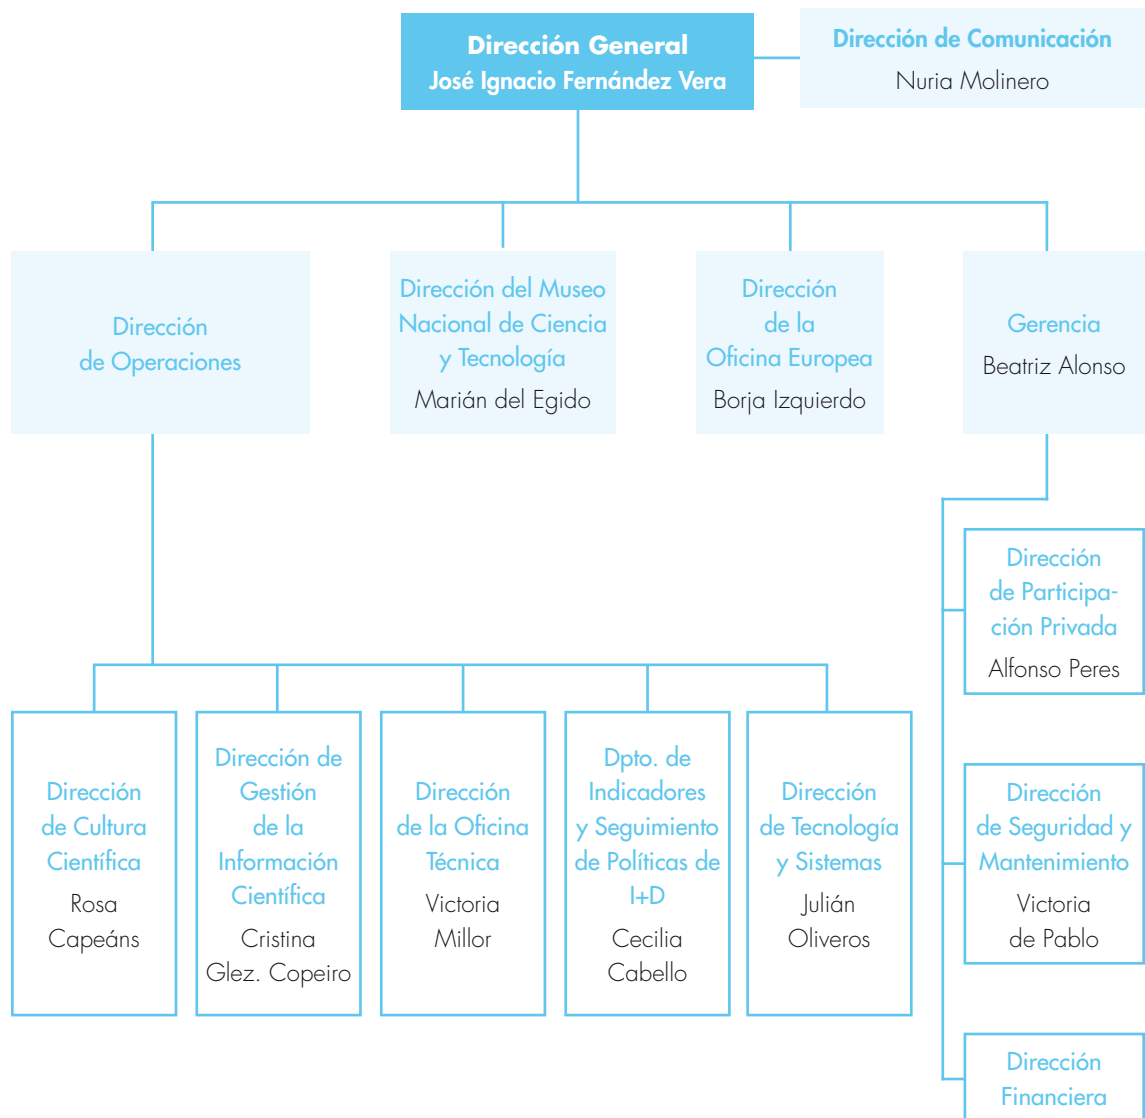 Dirección General
José Ignacio Fernández Vera
Dirección de Comunicación
Nuria Molinero
Dirección
de Operaciones
Dirección del Museo
Nacional de Ciencia
y Tecnología
Marián del Egido
Dirección
de la
Oficina Europea
Borja Izquierdo
Gerencia
Beatriz Alonso
Dirección
de Participa-
ción Privada
Alfonso Peres
Dirección
de Cultura
Científica
Rosa
Capeáns
Dirección de
Gestión
de la
Información
Científica
Cristina
Glez. Copeiro
Dirección
de la Oficina
Técnica
Victoria
Millor
Dpto. de
Indicadores
y Seguimiento
de Políticas de
I+D
Cecilia
Cabello
Dirección
de Tecnología
y Sistemas
Julián
Oliveros
Dirección
de Seguridad y
Mantenimiento
Victoria
de Pablo
Dirección
Financiera